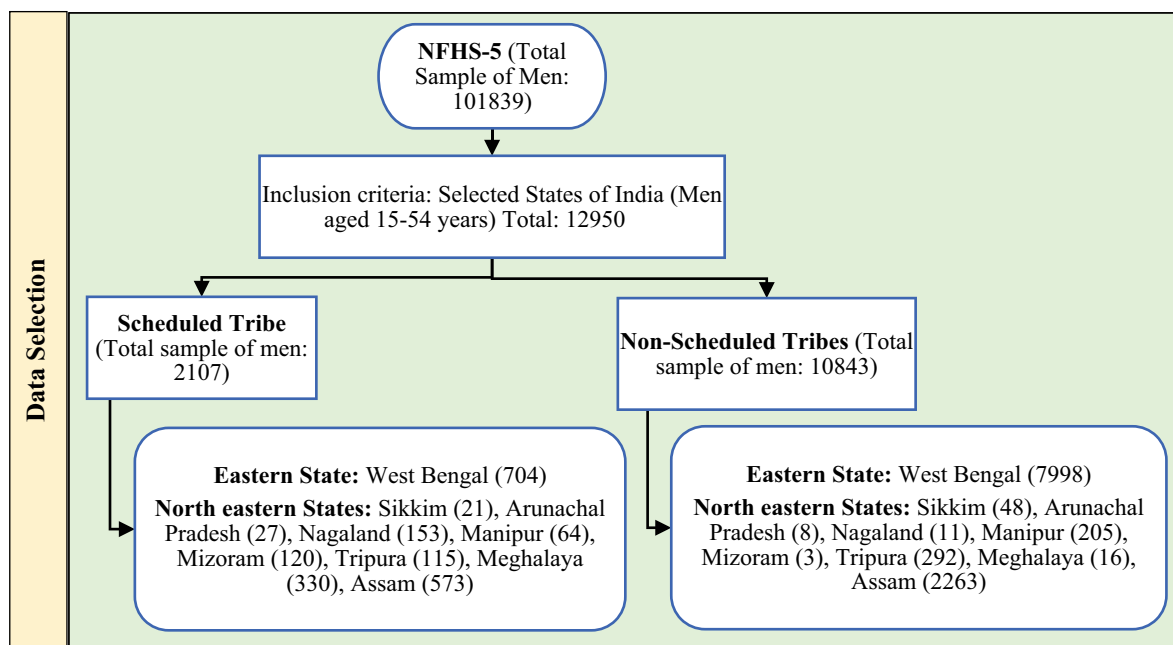 Data Selection
NFHS-5 (Total
Sample of Men:
101839)
Inclusion criteria: Selected States of India (Men
aged 15-54 years) Total: 12950
Scheduled Tribe
(Total sample of men:
2107)
Non-Scheduled Tribes (Total
sample of men: 10843)
Eastern State: West Bengal (704)
North eastern States: Sikkim (21), Arunachal
Pradesh (27), Nagaland (153), Manipur (64),
Mizoram (120), Tripura (115), Meghalaya
(330), Assam (573)
Eastern State: West Bengal (7998)
North eastern States: Sikkim (48), Arunachal
Pradesh (8), Nagaland (11), Manipur (205),
Mizoram (3), Tripura (292), Meghalaya (16),
Assam (2263)